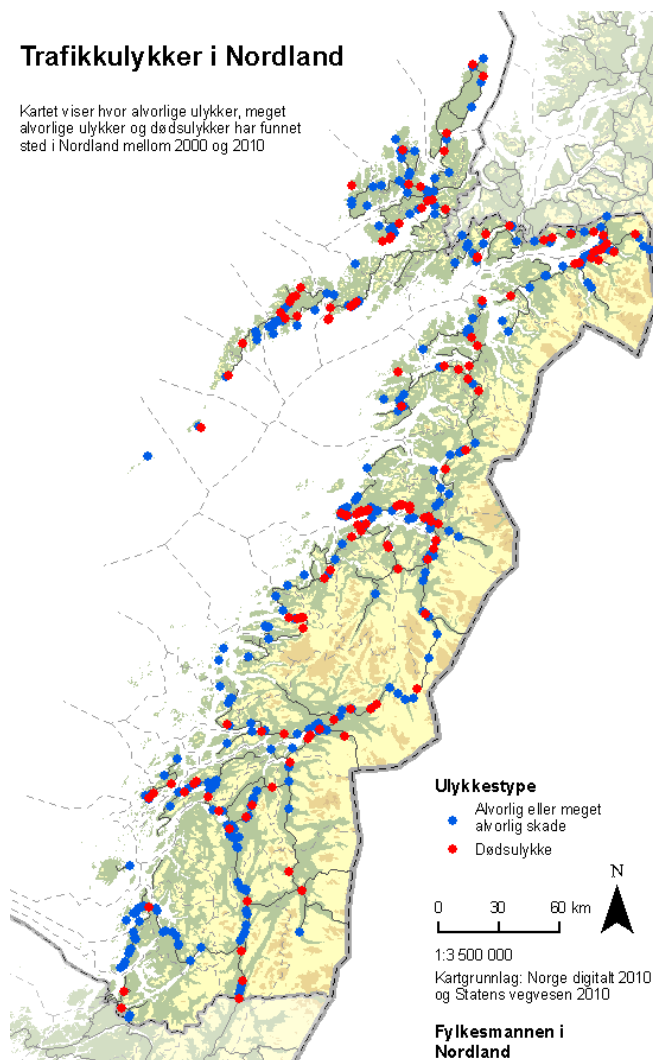 Trafikkulykker i Nordland
Kartet viser hvor alvorlige ulykker, meget
alvorlige ulykker og dødsulykker har funnet
sted i Nordland mellom 2000 og 2010
Ulykkestype
Alvorlig eller meget
alvorlig skade
Dødsulykke
N
0 30 60 km
1:3 500 000
Kartgrunnlag: Norge digitalt 2010
og Statens vegvesen 2010
Fylkesmannen i
Nordland